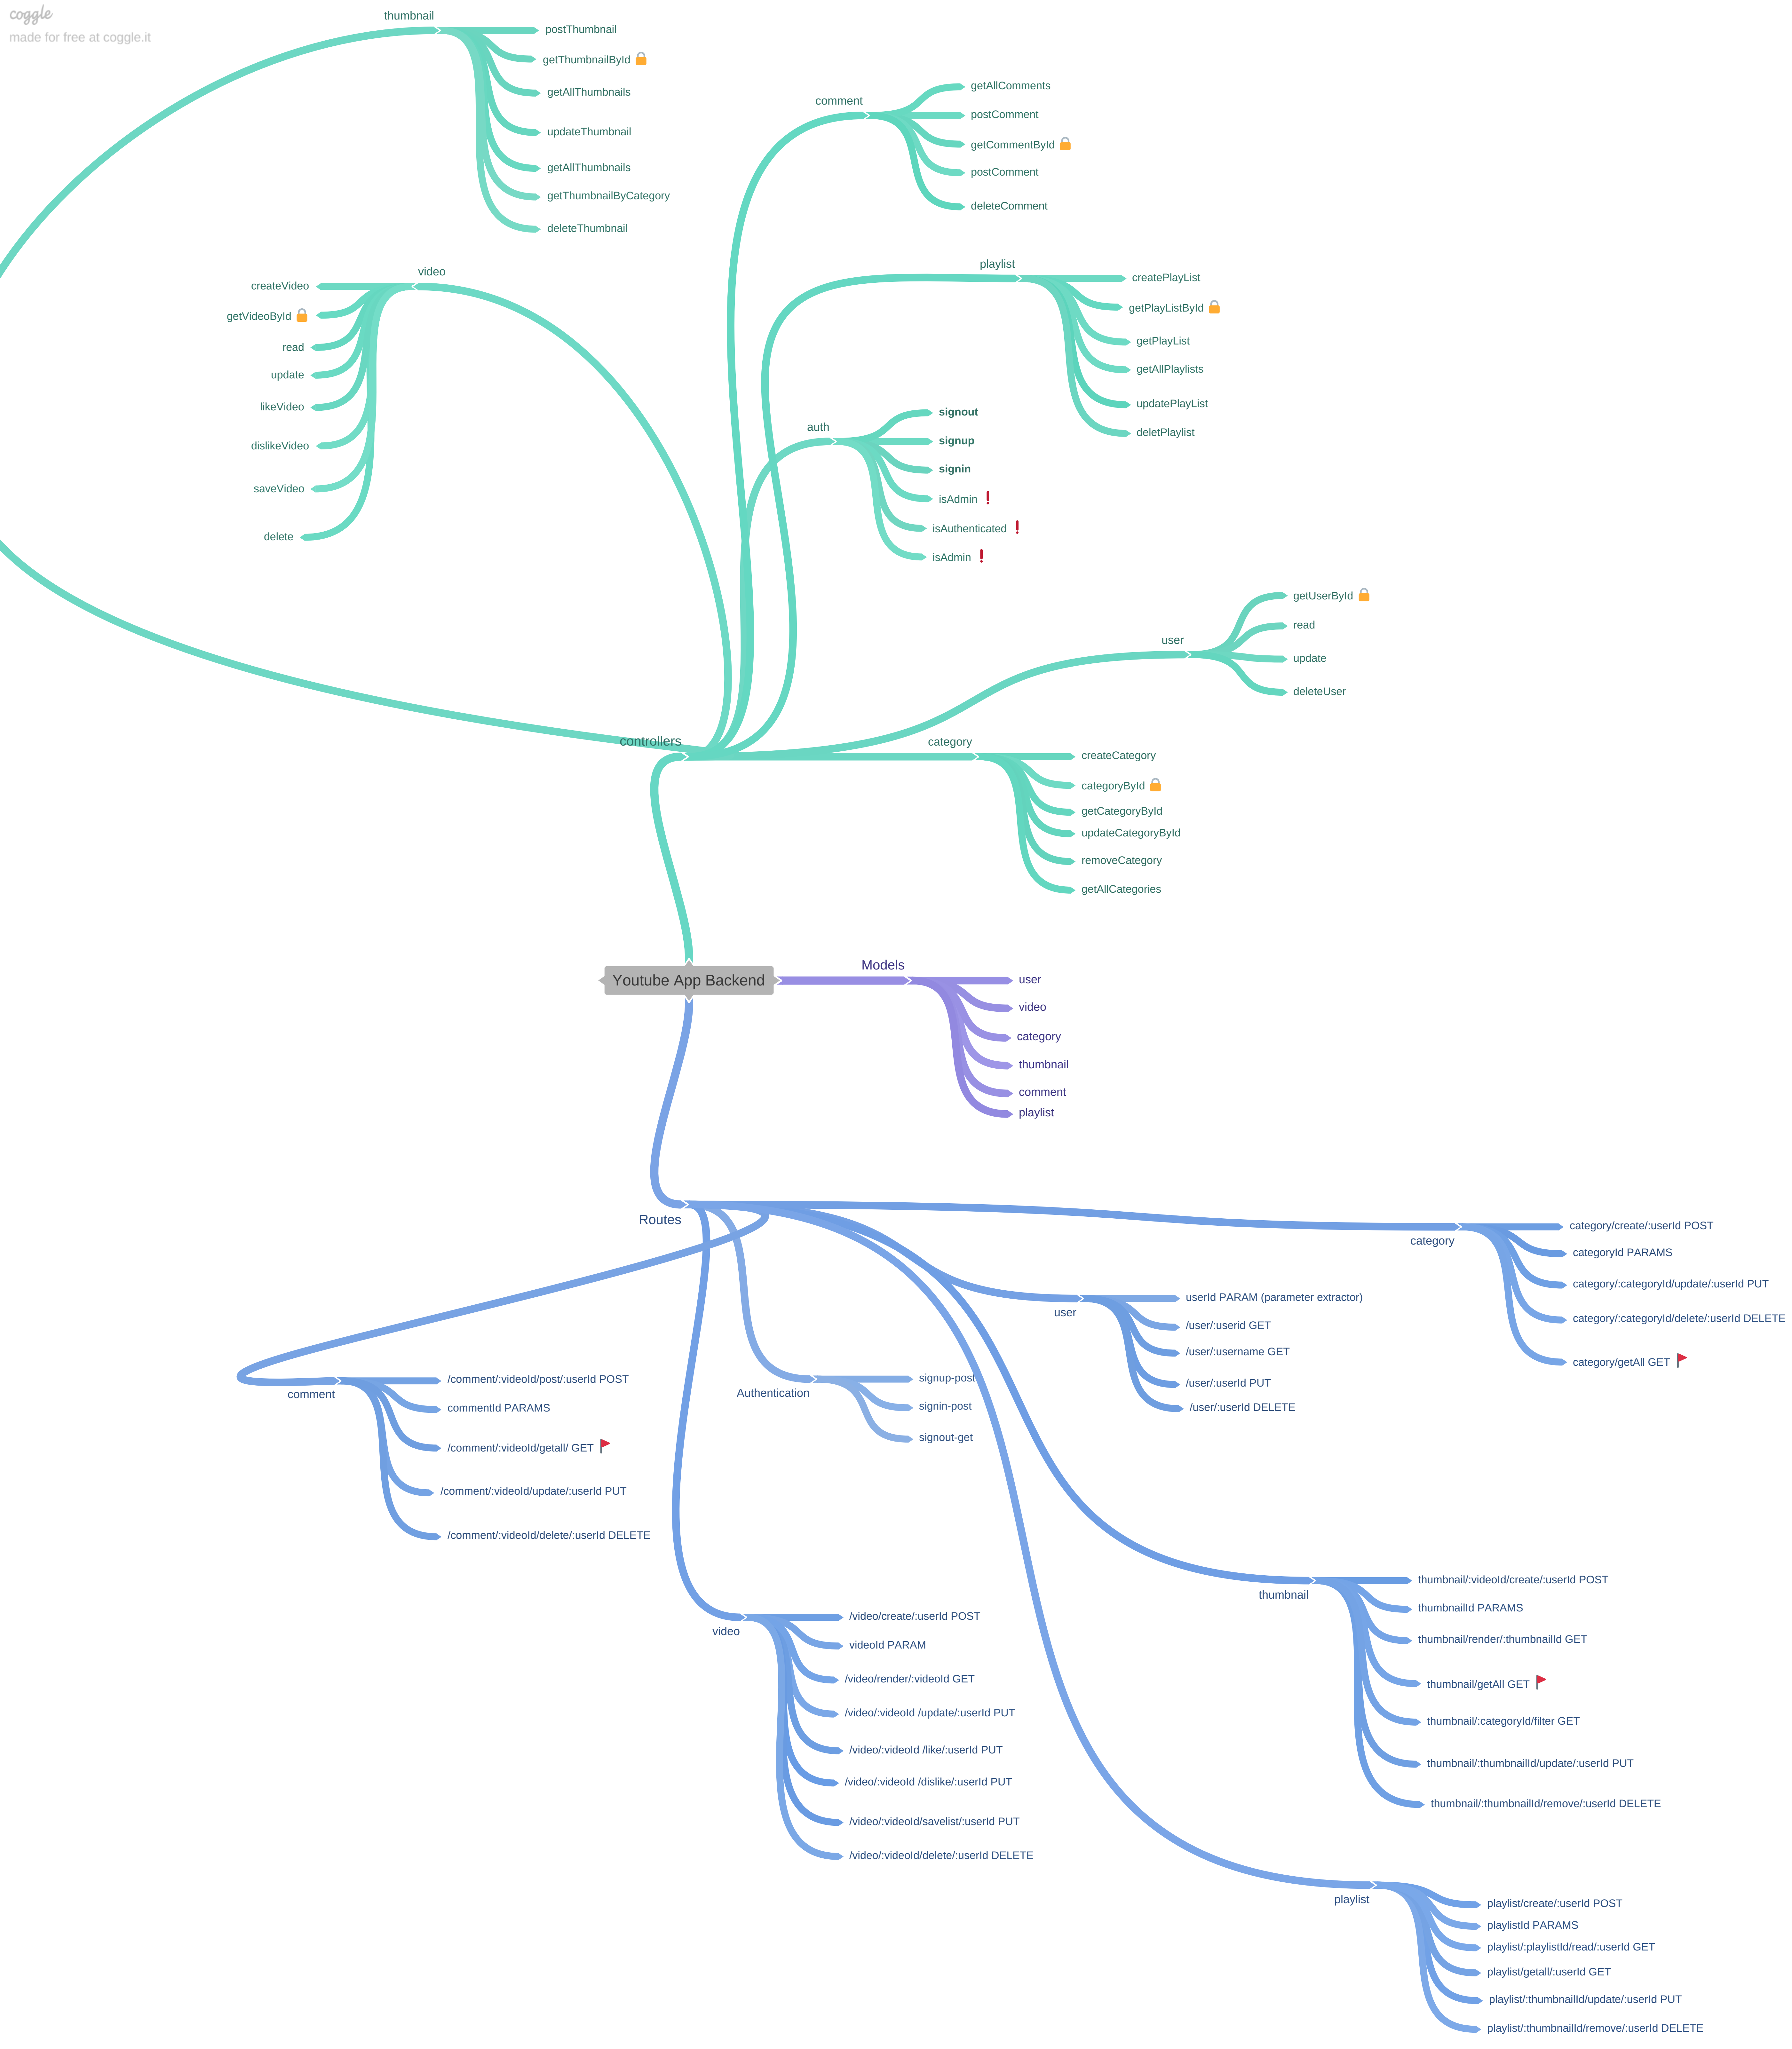 coggle
made for free at coggle.it
thumbnail
postThumbnail
getThumbnailById
getAllThumbnails
updateThumbnail
getAllThumbnails
getThumbnailByCategory
deleteThumbnail
comment
getAllComments
postComment
getCommentById
postComment
deleteComment
video
createVideo
getVideoById
read
update
likeVideo
dislikeVideo
saveVideo
delete
playlist
createPlayList
getPlayListById
getPlayList
getAllPlaylists
updatePlayList
deletPlaylist
auth
signout
signup
signin
isAdmin
isAuthenticated
isAdmin
user
getUserById
read
update
deleteUser
controllers
category
createCategory
categoryById
getCategoryById
updateCategoryById
removeCategory
getAllCategories
Youtube App Backend
Models
user
video
category
thumbnail
comment
playlist
Routes
category
category/create/:userId POST
categoryId PARAMS
category/:categoryId/update/:userId PUT
category/:categoryId/delete/:userId DELETE
category/getAll GET
user
userId PARAM (parameter extractor)
/user/:userid GET
/user/:username GET
/user/:userId PUT
/user/:userId DELETE
comment
/comment/:videoId/post/:userId POST
commentId PARAMS
/comment/:videoId/getall/ GET
/comment/:videoId/update/:userId PUT
/comment/:videoId/delete/:userId DELETE
Authentication
signup-post
signin-post
signout-get
video
/video/create/:userId POST
videoId PARAM
/video/render/:videoId GET
/video/:videoId /update/:userId PUT
/video/:videoId /like/:userId PUT
/video/:videoId /dislike/:userId PUT
/video/:videoId/savelist/:userId PUT
/video/:videoId/delete/:userId DELETE
thumbnail
thumbnail/:videoId/create/:userId POST
thumbnailId PARAMS
thumbnail/render/:thumbnailId GET
thumbnail/getAll GET
thumbnail/:categoryId/filter GET
thumbnail/:thumbnailId/update/:userId PUT
thumbnail/:thumbnailId/remove/:userId DELETE
playlist
playlist/create/:userId POST
playlistId PARAMS
playlist/:playlistId/read/:userId GET
playlist/getall/:userId GET
playlist/:thumbnailId/update/:userId PUT
playlist/:thumbnailId/remove/:userId DELETE